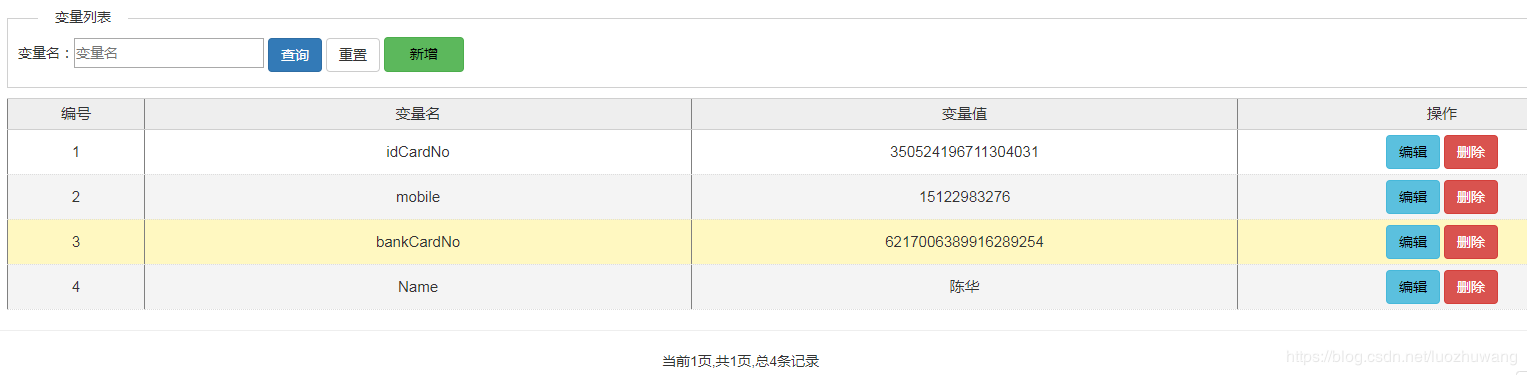 变量列表
变量名：变量名 查询 重置 新增
编号 变量名 变量值 操作
1 idCardNo 350524196711304031 编辑 删除
2 mobile 15122983276 编辑 删除
3 bankCardNo 6217006389916289254 编辑 删除
4 Name 陈华 编辑 删除
当前1页,共1页,总4条记录
https://blog.csdn.net/luozhuwang